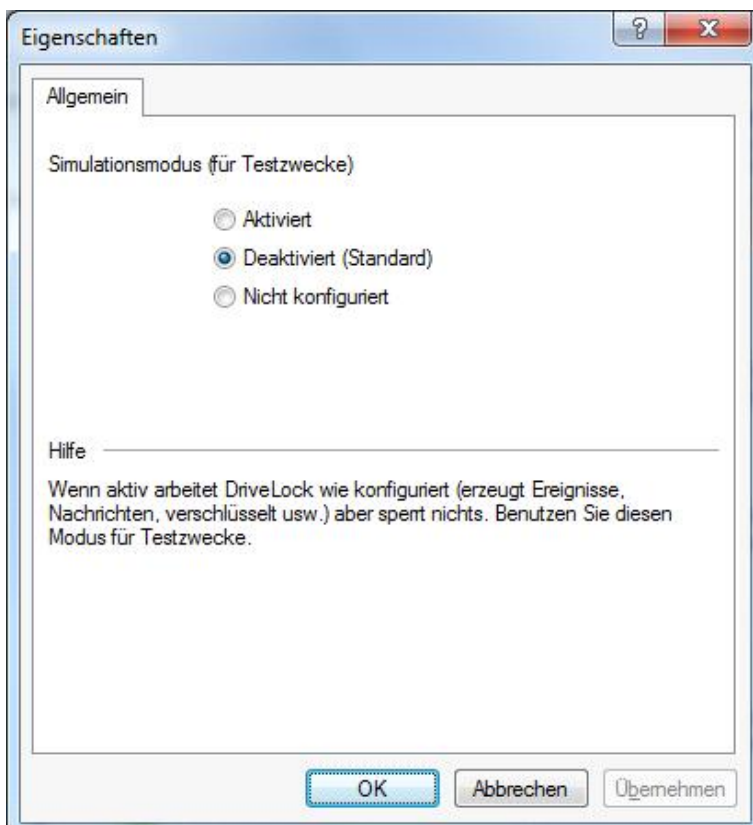 Eigenschaften
Allgemein
Simulationsmodus (für Testzwecke)
Aktiviert
Deaktiviert (Standard)
Nicht konfiguriert
Hilfe
Wenn aktiv arbeitet DriveLock wie konfiguriert (erzeugt Ereignisse,
Nachrichten, verschlüsselt usw.) aber sperrt nichts. Benutzen Sie diesen
Modus für Testzwecke.
OK
Abbrechen
Übernehmen